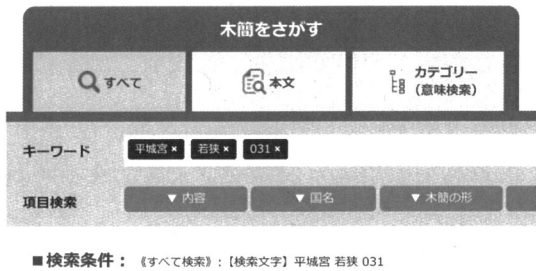 木簡をさがす
すべて
本文
カテゴリー
（意味検索）
キーワード 平城宮 × 若狭 × 031 ×
項目検索 ▼ 内容 ▼ 国名 ▼ 木簡の形
■検索条件：《すべて検索》:【検索文字】平城宮 若狭 031